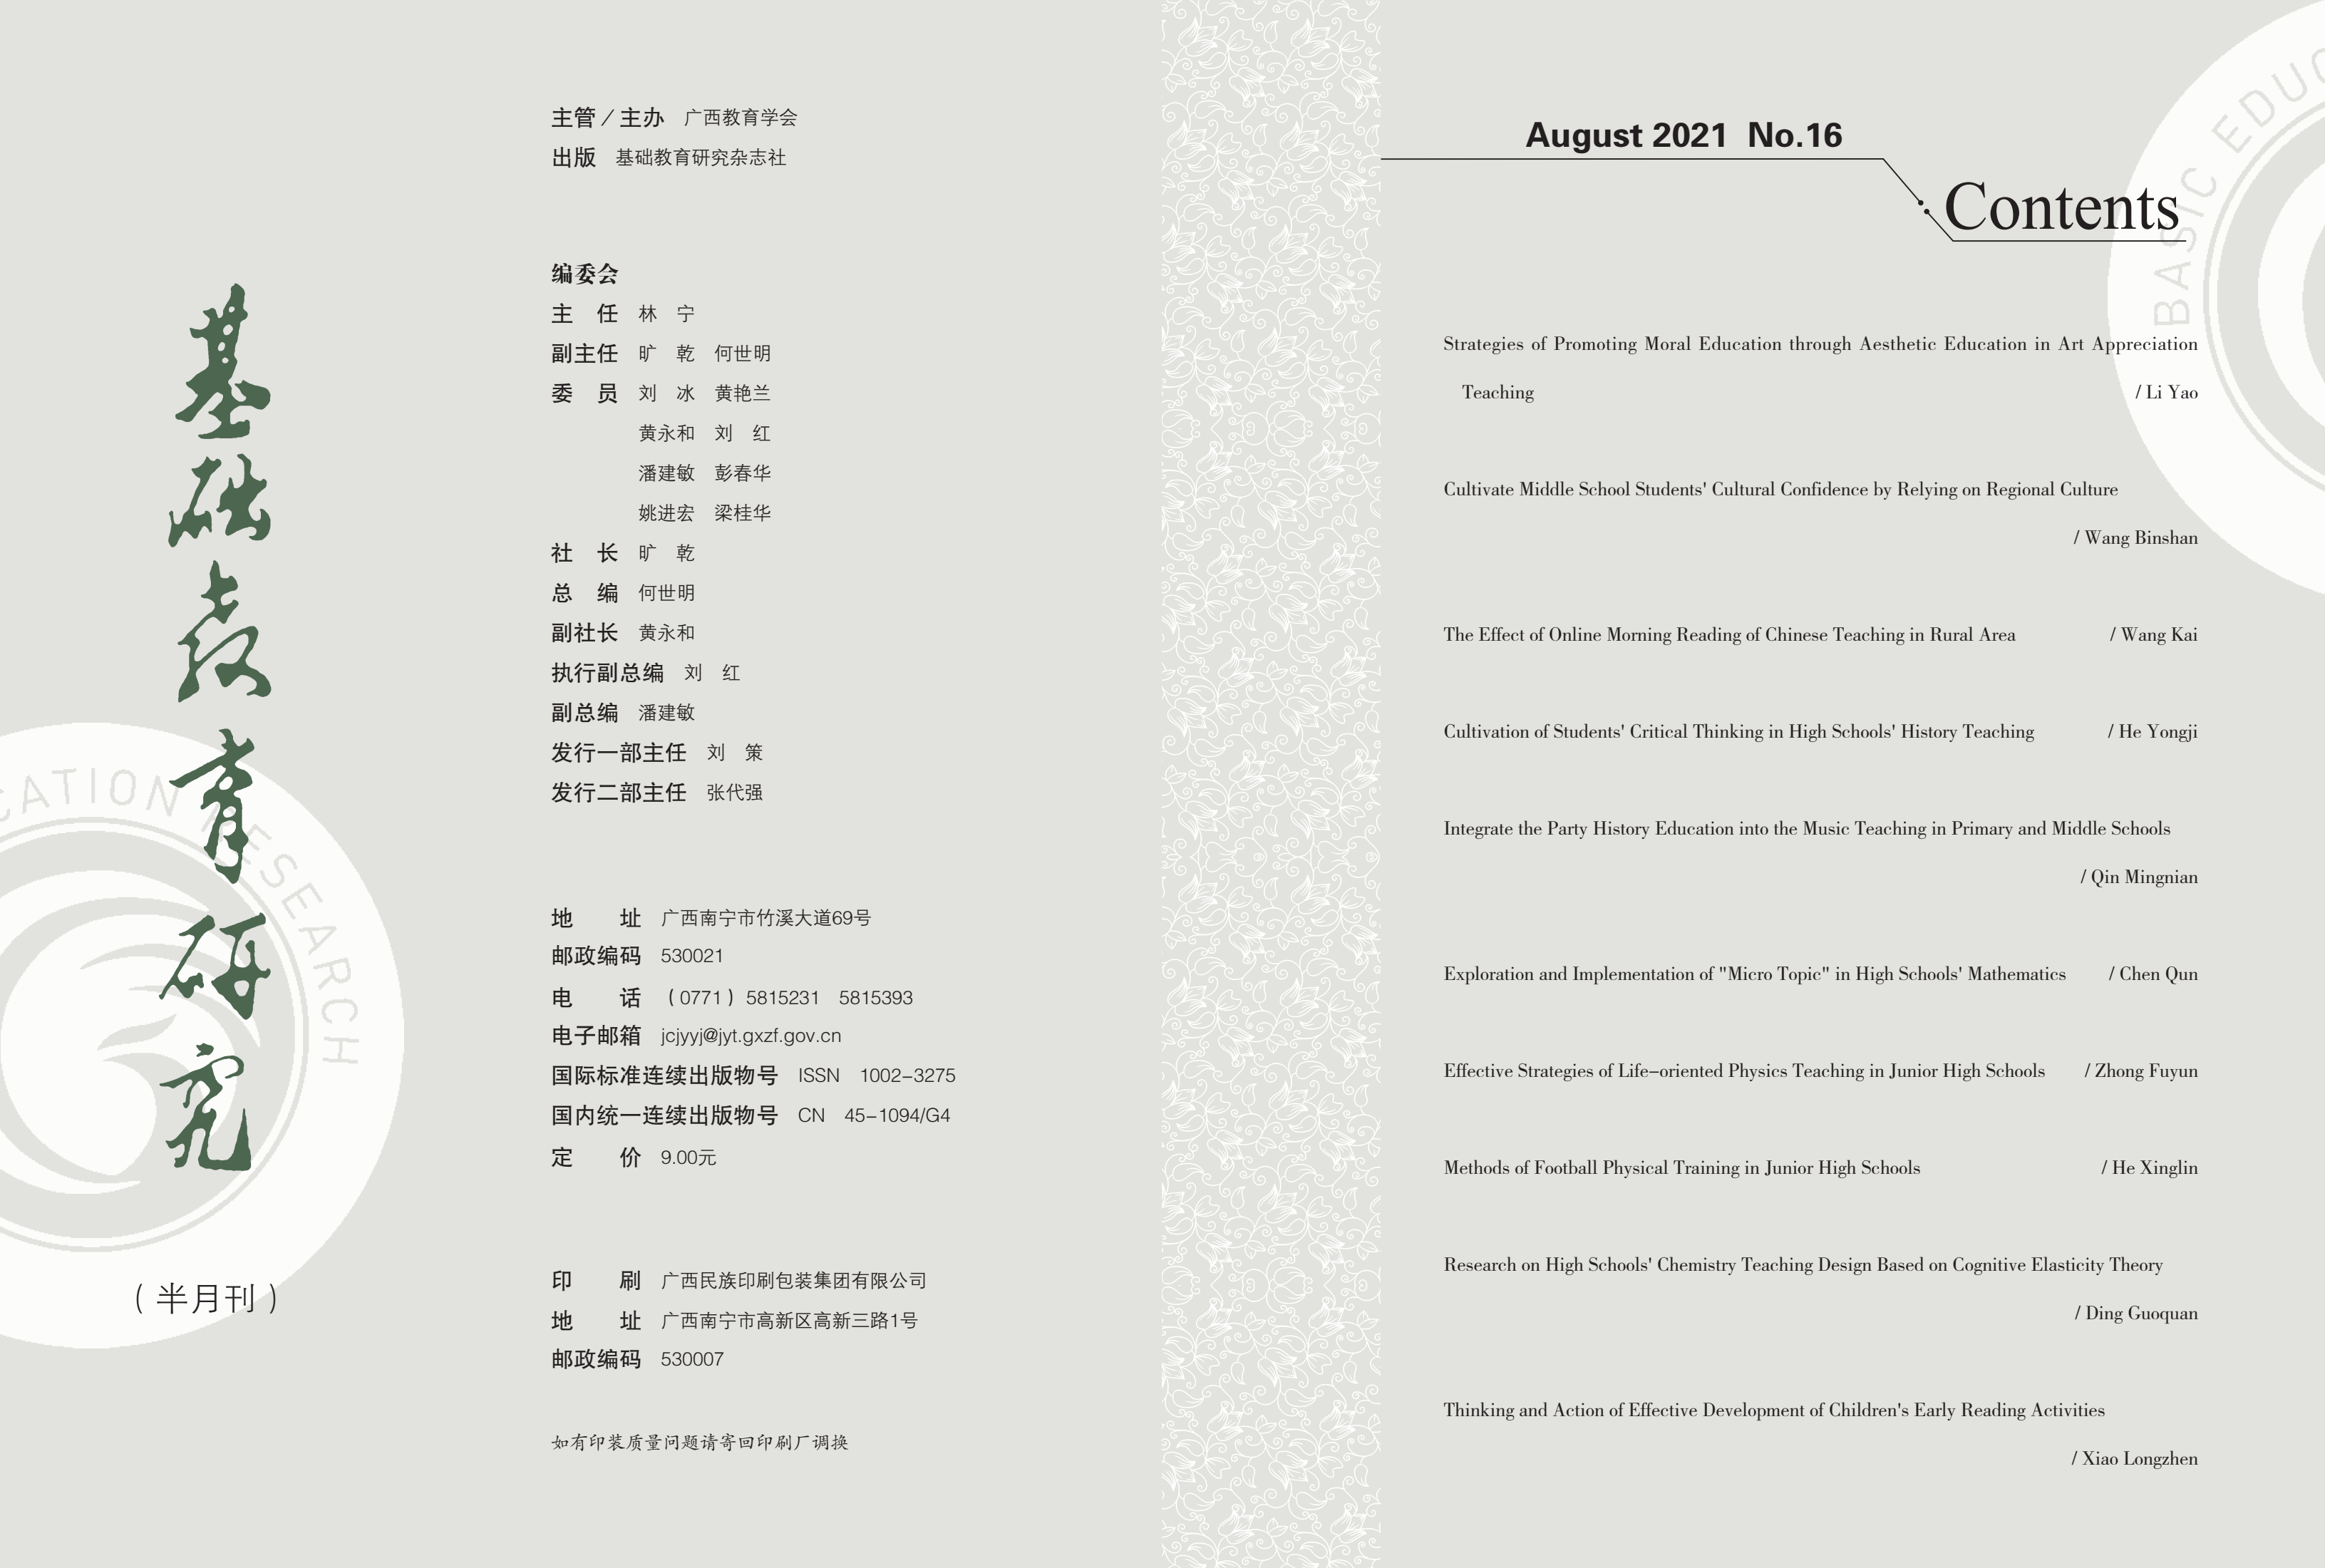 基础教育研究
（半月刊）
CATION RESEARCH
主管／主办　广西教育学会
出版　基础教育研究杂志社
编委会
主　任　林　宁
副主任　旷　乾　何世明
委　员　刘　冰　黄艳兰
黄永和　刘　红
潘建敏　彭春华
姚进宏　梁桂华
社　长　旷　乾
总　编　何世明
副社长　黄永和
执行副总编　刘　红
副总编　潘建敏
发行一部主任　刘　策
发行二部主任　张代强
地　　址　广西南宁市竹溪大道69号
邮政编码　530021
电　　话　（0771）5815231　5815393
电子邮箱　jcjyyj@jyt.gxzf.gov.cn
国际标准连续出版物号　ISSN　1002–3275
国内统一连续出版物号　CN　45–1094/G4
定　　价　9.00元
印　　刷　广西民族印刷包装集团有限公司
地　　址　广西南宁市高新区高新三路1号
邮政编码　530007
如有印装质量问题请寄回印刷厂调换
August 2021 No.16
Contents
BASIC EDUC
Strategies of Promoting Moral Education through Aesthetic Education in Art Appreciation
Teaching / Li Yao
Cultivate Middle School Students' Cultural Confidence by Relying on Regional Culture
/ Wang Binshan
The Effect of Online Morning Reading of Chinese Teaching in Rural Area / Wang Kai
Cultivation of Students' Critical Thinking in High Schools' History Teaching / He Yongji
Integrate the Party History Education into the Music Teaching in Primary and Middle Schools
/ Qin Mingnian
Exploration and Implementation of "Micro Topic" in High Schools' Mathematics / Chen Qun
Effective Strategies of Life–oriented Physics Teaching in Junior High Schools / Zhong Fuyun
Methods of Football Physical Training in Junior High Schools / He Xinglin
Research on High Schools' Chemistry Teaching Design Based on Cognitive Elasticity Theory
/ Ding Guoquan
Thinking and Action of Effective Development of Children's Early Reading Activities
/ Xiao Longzhen